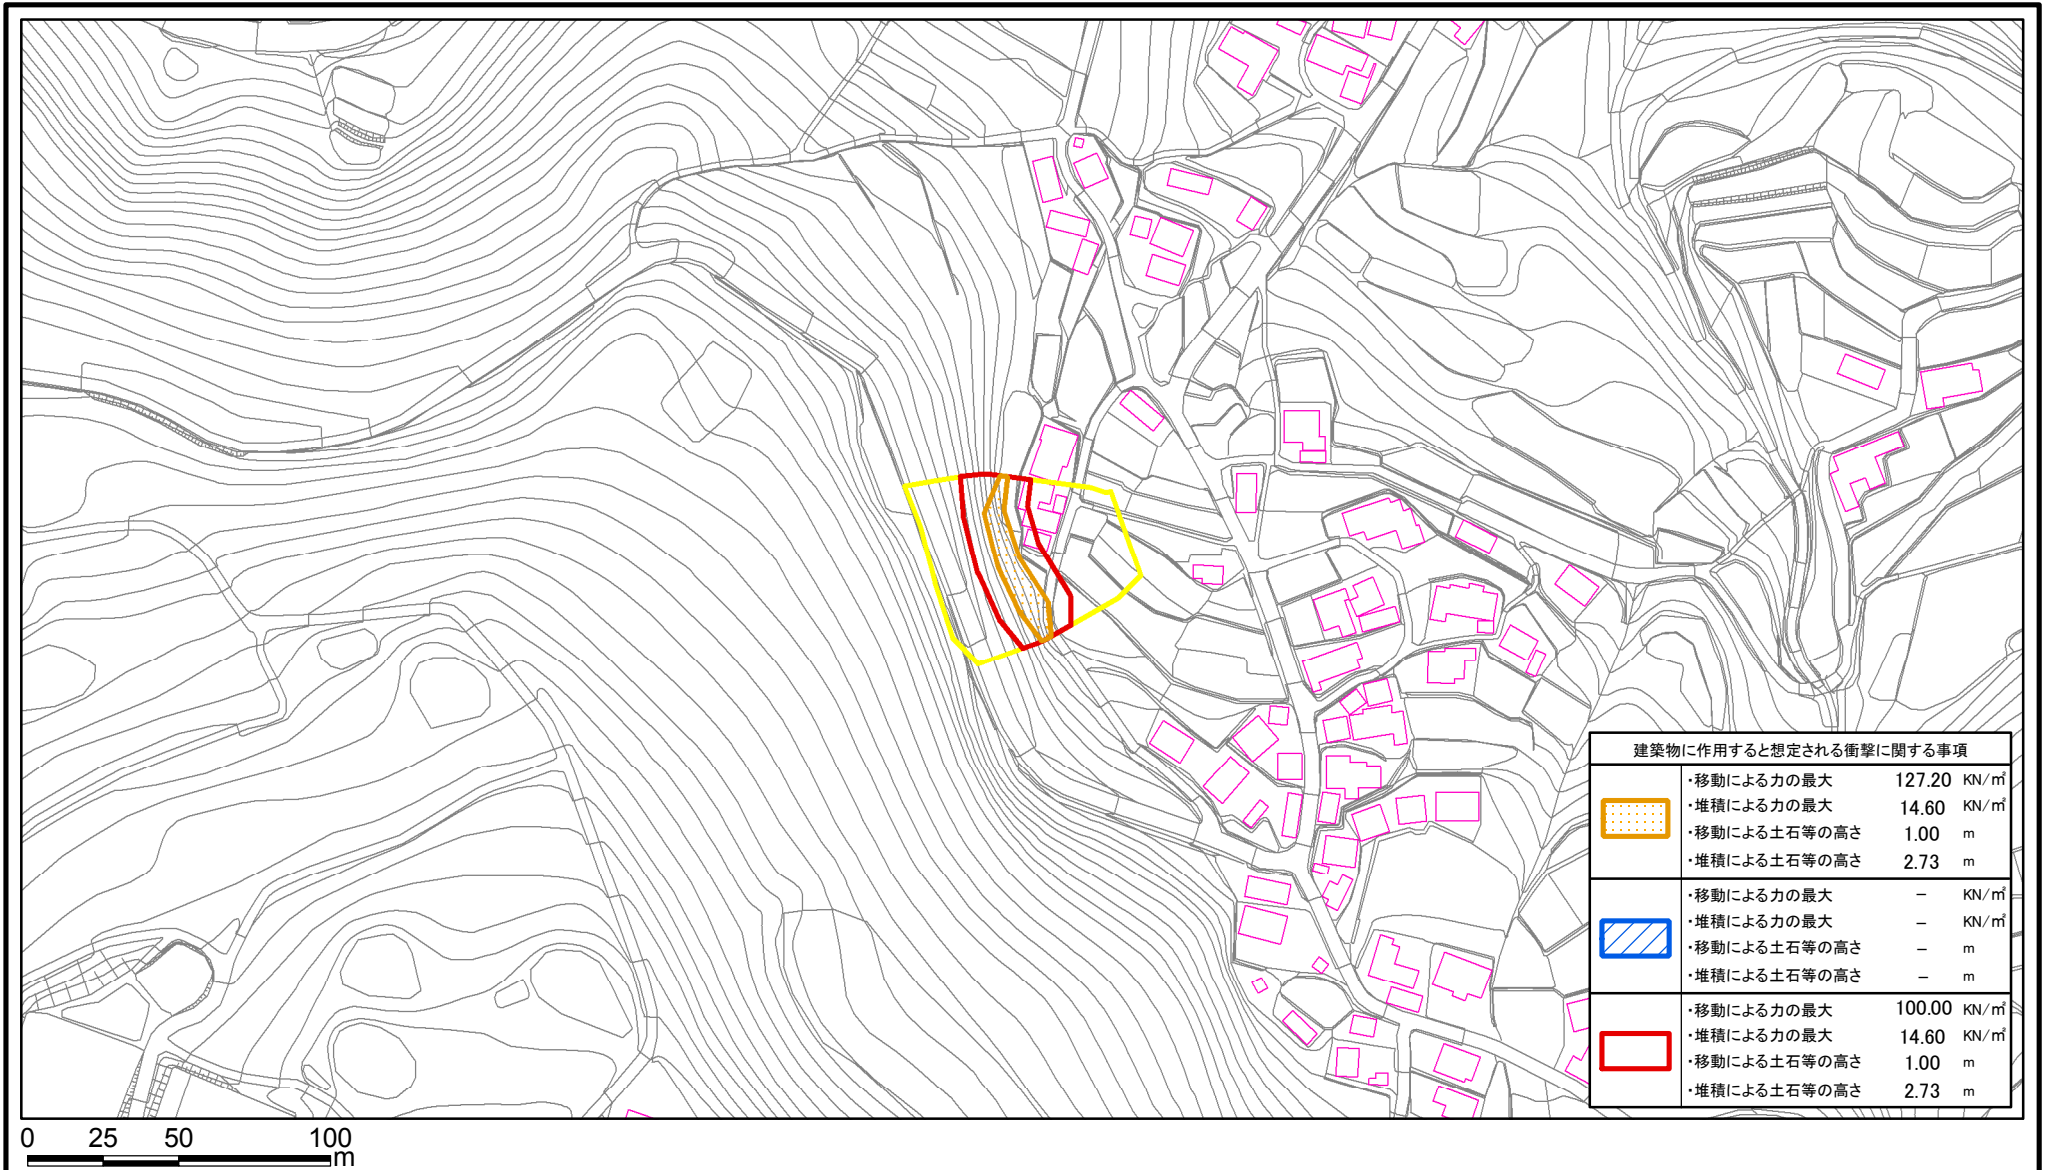 建築物に作用すると想定される衝撃に関する事項
・移動による力の最大 127.20 KN/㎡
・堆積による力の最大 14.60 KN/㎡
・移動による土石等の高さ 1.00 m
・堆積による土石等の高さ 2.73 m
・移動による力の最大 − KN/㎡
・堆積による力の最大 − KN/㎡
・移動による土石等の高さ − m
・堆積による土石等の高さ − m
・移動による力の最大 100.00 KN/㎡
・堆積による力の最大 14.60 KN/㎡
・移動による土石等の高さ 1.00 m
・堆積による土石等の高さ 2.73 m
0 25 50 100
m